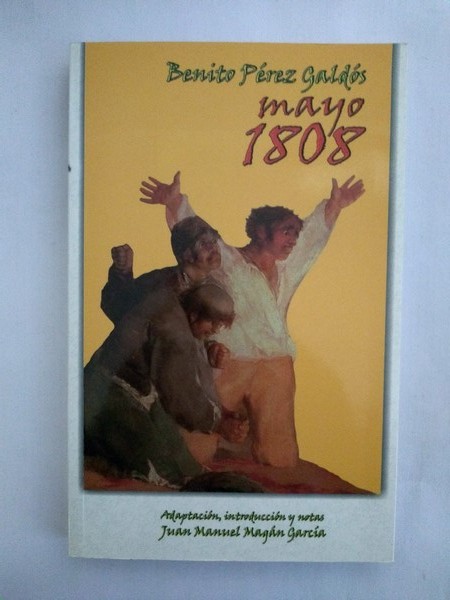 Benito Pérez Galdós
mayo
1808
Adaptación, introducción y notas
Juan Manuel Magán García